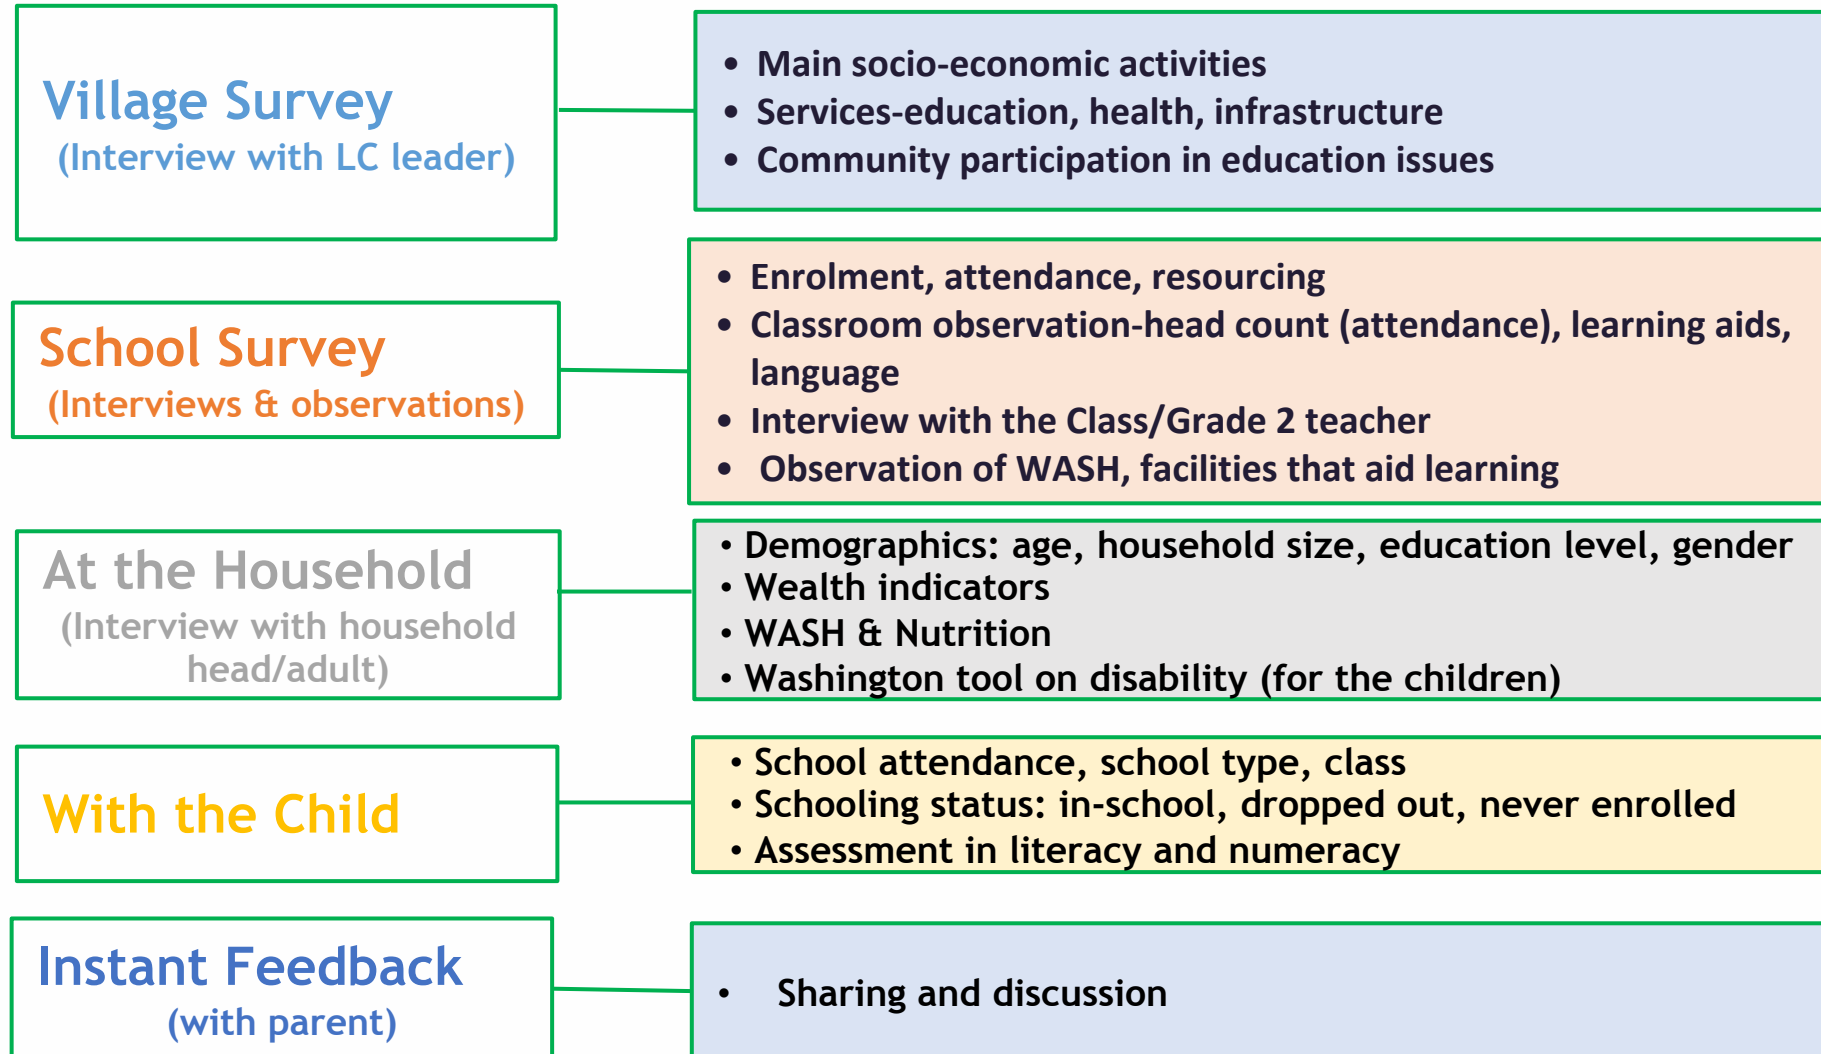 Village Survey
(Interview with LC leader)
• Main socio-economic activities
• Services-education, health, infrastructure
• Community participation in education issues
School Survey
(Interviews & observations)
• Enrolment, attendance, resourcing
• Classroom observation-head count (attendance), learning aids,
language
• Interview with the Class/Grade 2 teacher
• Observation of WASH, facilities that aid learning
At the Household
(Interview with household
head/adult)
• Demographics: age, household size, education level, gender
• Wealth indicators
• WASH & Nutrition
• Washington tool on disability (for the children)
With the Child
• School attendance, school type, class
• Schooling status: in-school, dropped out, never enrolled
• Assessment in literacy and numeracy
Instant Feedback
(with parent)
• Sharing and discussion